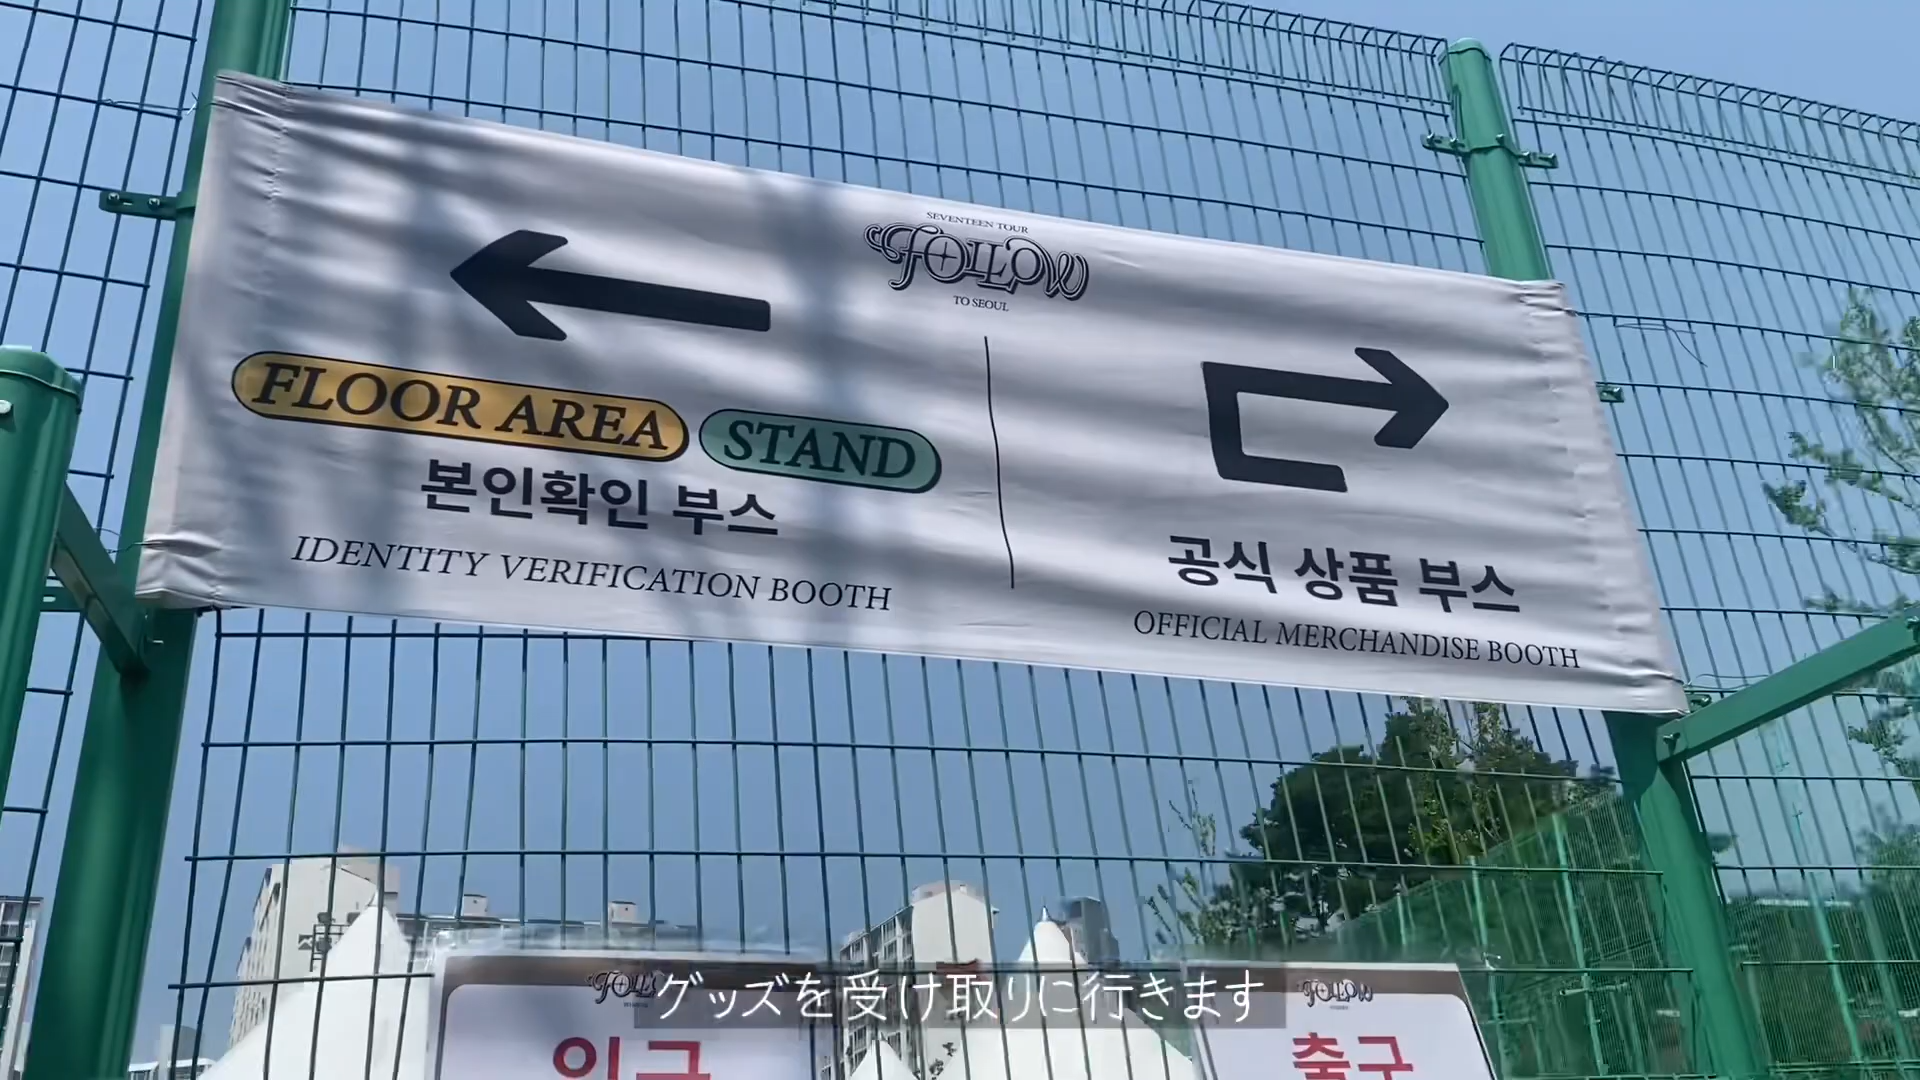 SEVENTEEN TOUR
FOLLOW
TO SEOUL
FLOOR AREA STAND
본인확인 부스
IDENTITY VERIFICATION BOOTH
공식 상품 부스
OFFICIAL MERCHANDISE BOOTH
FOLLOW
グッズを受け取りに行きます
입구
출구